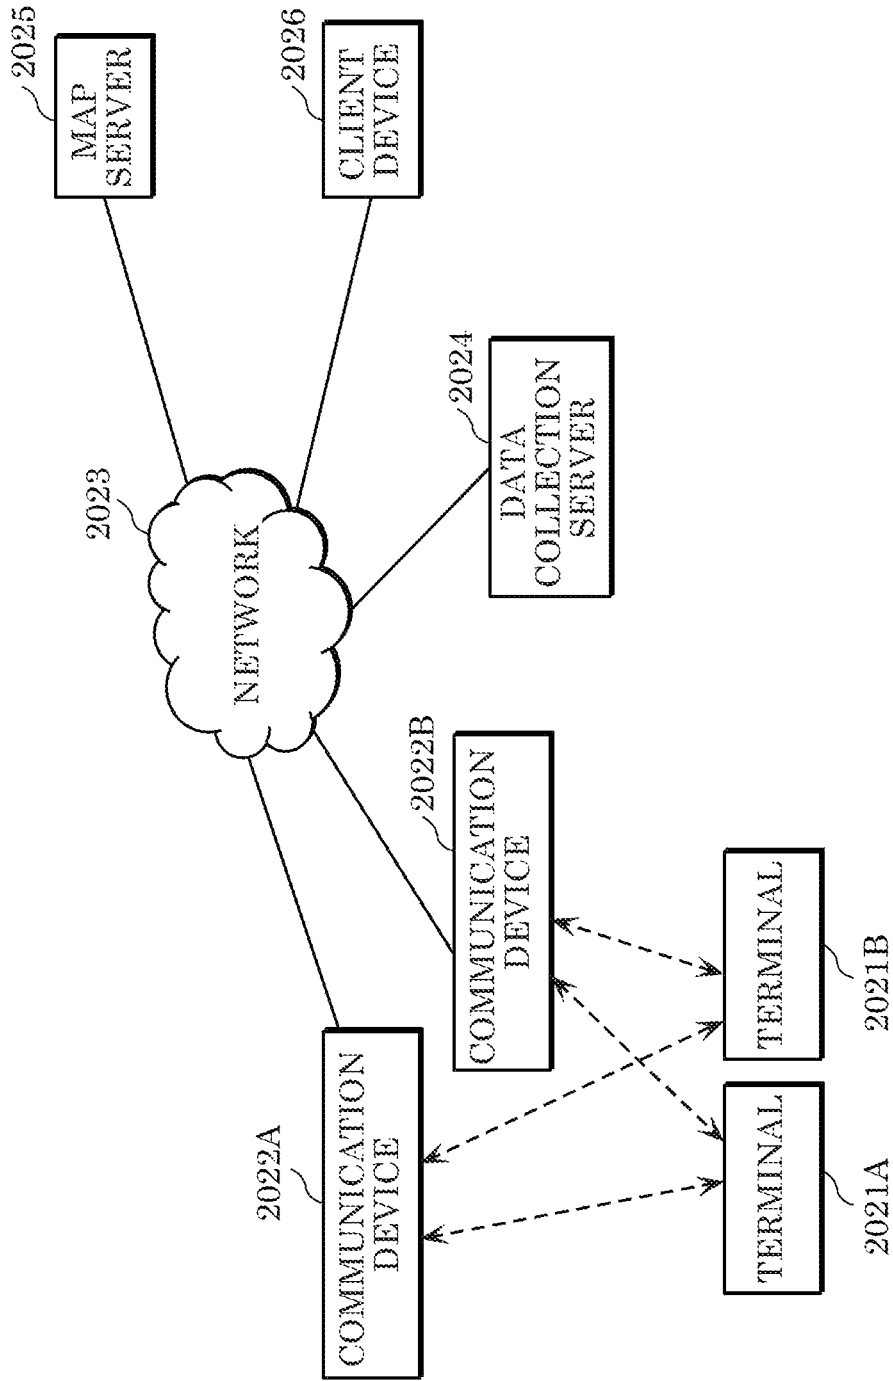 2025
MAP
SERVER
2026
CLIENT
DEVICE
2023
NETWORK
2024
DATA
COLLECTION
SERVER
2022A
COMMUNICATION
DEVICE
2022B
COMMUNICATION
DEVICE
TERMINAL
2021A
TERMINAL
2021B